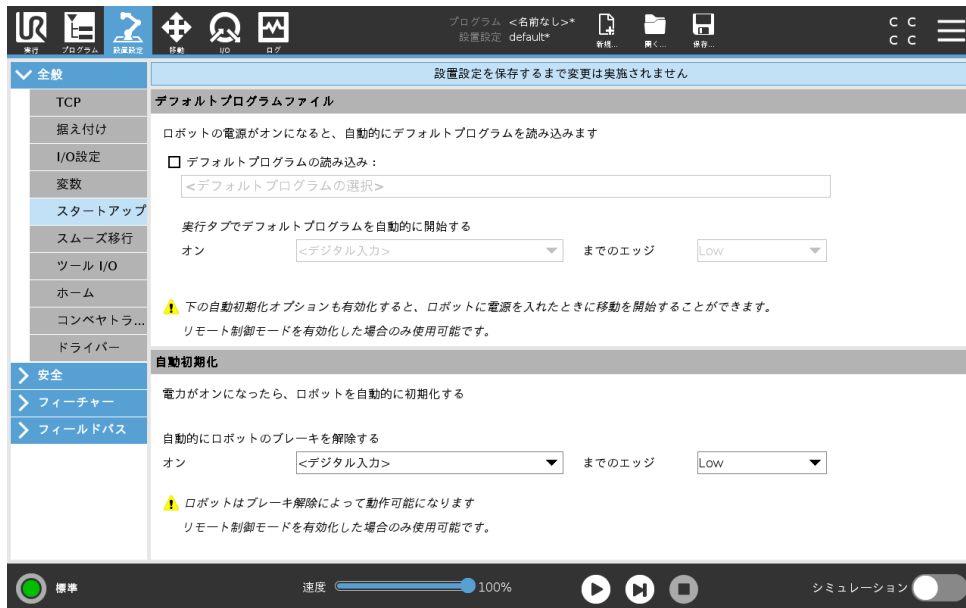 プログラム <名前なし>*
設置設定 default*
実行 プログラム 設置設定 移動 I/O ログ 新規... 開く... 保存...
C C
C C
全般
TCP
据え付け
I/O設定
変数
スタートアップ
スムーズ移行
ツール I/O
ホーム
コンベヤトラ...
ドライバー
安全
フィーチャー
フィールドバス
設置設定を保存するまで変更は実施されません
デフォルトプログラムファイル
ロボットの電源がオンになると、自動的にデフォルトプログラムを読み込みます
デフォルトプログラムの読み込み：
<デフォルトプログラムの選択>
実行タブでデフォルトプログラムを自動的に開始する
オン <デジタル入力> までのエッジ Low
下の自動初期化オプションも有効化すると、ロボットに電源を入れたときに移動を開始することができます。
リモート制御モードを有効化した場合のみ使用可能です。
自動初期化
電力がオンになったら、ロボットを自動的に初期化する
自動的にロボットのブレーキを解除する
オン <デジタル入力> までのエッジ Low
ロボットはブレーキ解除によって動作可能になります
リモート制御モードを有効化した場合のみ使用可能です。
標準 速度 100% シミュレーション